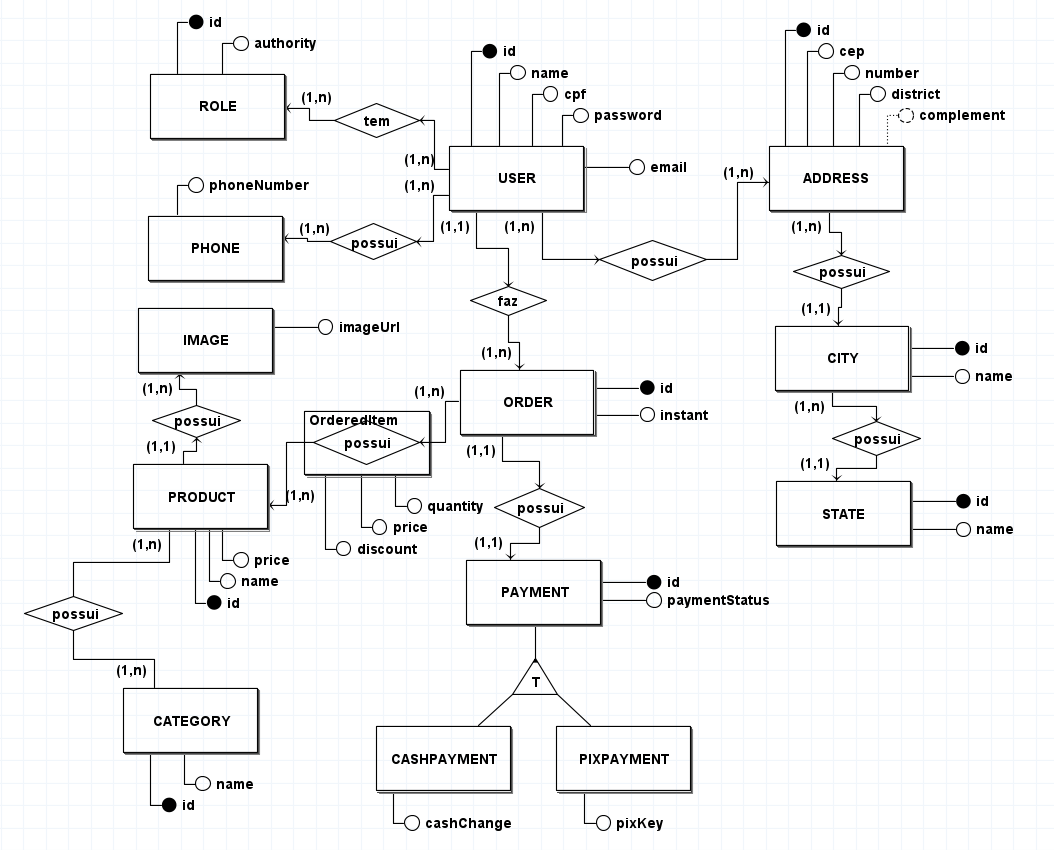 id
authority
ROLE
(1,n)
tem
(1,n)
id
name
cpf
password
USER
email
id
cep
number
district
complement
ADDRESS
phoneNumber
PHONE
(1,n)
possui
(1,n)
(1,1)
(1,n)
possui
(1,n)
faz
(1,n)
(1,n)
possui
(1,1)
IMAGE
imageUrl
(1,n)
possui
(1,1)
CITY
id
name
ORDER
id
instant
(1,n)
OrderedItem
possui
(1,n)
quantity
price
discount
(1,n)
possui
(1,1)
STATE
id
name
PRODUCT
(1,n)
price
name
id
(1,1)
possui
(1,1)
PAYMENT
id
paymentStatus
possui
(1,n)
CATEGORY
name
id
T
CASHPAYMENT
PIXPAYMENT
cashChange
pixKey